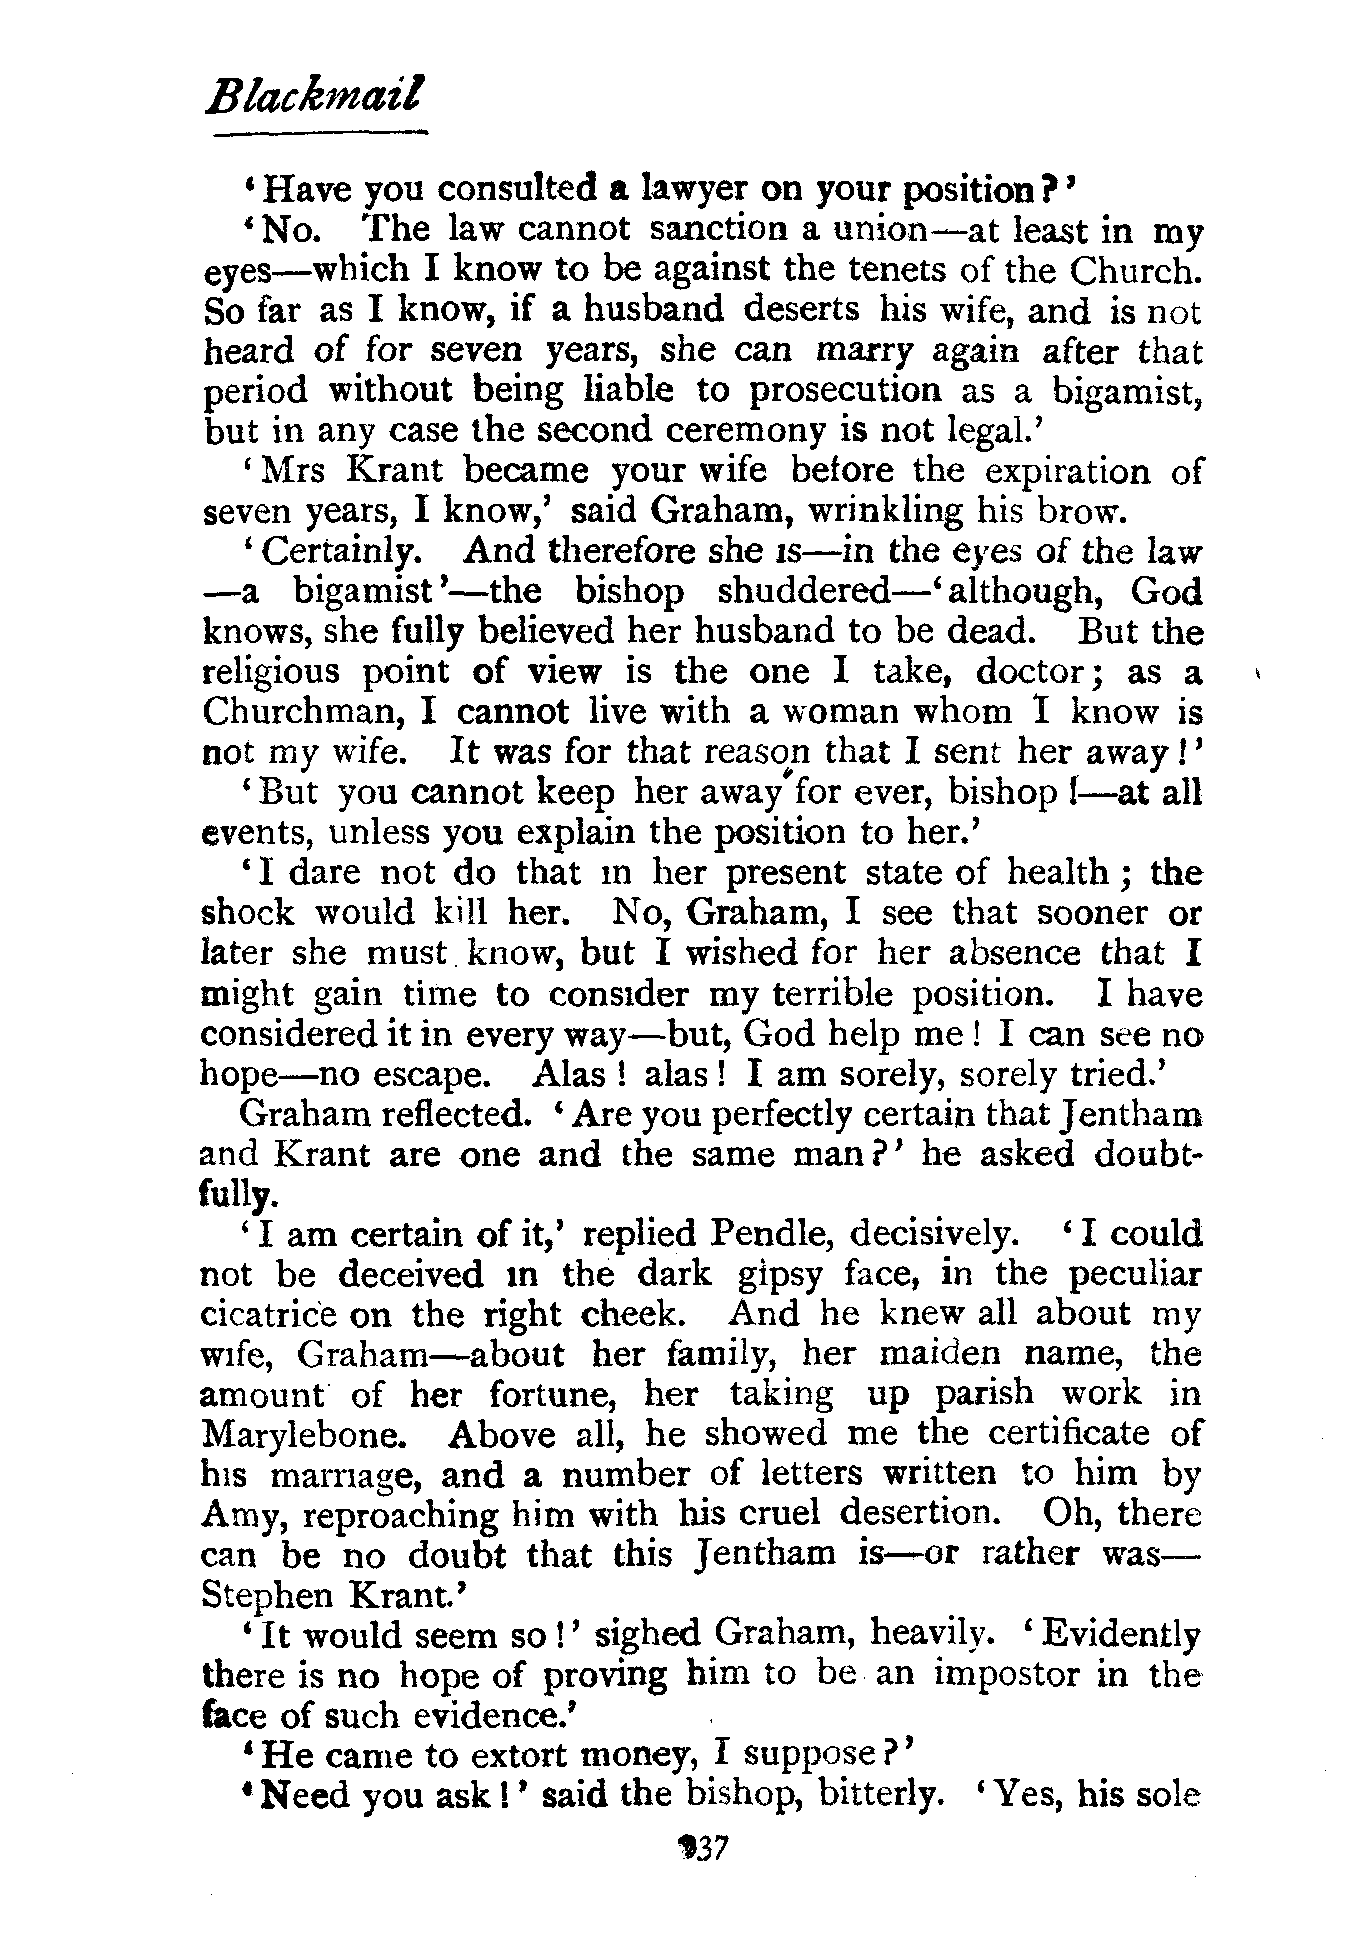 Blackmail
‘Have you consulted a lawyer on your position?’
‘No. The law cannot sanction a union—at least in my
eyes—which I know to be against the tenets of the Church.
So far as I know, if a husband deserts his wife, and is not
heard of for seven years, she can marry again after that
period without being liable to prosecution as a bigamist,
but in any case the second ceremony is not legal.’
‘Mrs Krant became your wife before the expiration of
seven years, I know,’ said Graham, wrinkling his brow.
‘Certainly. And therefore she is—in the eyes of the law
—a bigamist’—the bishop shuddered—‘although, God
knows, she fully believed her husband to be dead. But the
religious point of view is the one I take, doctor; as a
Churchman, I cannot live with a woman whom I know is
not my wife. It was for that reason that I sent her away!’
‘But you cannot keep her away for ever, bishop!—at all
events, unless you explain the position to her.’
‘I dare not do that in her present state of health; the
shock would kill her. No, Graham, I see that sooner or
later she must know, but I wished for her absence that I
might gain time to consider my terrible position. I have
considered it in every way—but, God help me! I can see no
hope—no escape. Alas! alas! I am sorely, sorely tried.’
Graham reflected. ‘Are you perfectly certain that Jentham
and Krant are one and the same man?’ he asked doubt-
fully.
‘I am certain of it,’ replied Pendle, decisively. ‘I could
not be deceived in the dark gipsy face, in the peculiar
cicatrice on the right cheek. And he knew all about my
wife, Graham—about her family, her maiden name, the
amount of her fortune, her taking up parish work in
Marylebone. Above all, he showed me the certificate of
his marriage, and a number of letters written to him by
Amy, reproaching him with his cruel desertion. Oh, there
can be no doubt that this Jentham is—or rather was—
Stephen Krant.’
‘It would seem so!’ sighed Graham, heavily. ‘Evidently
there is no hope of proving him to be an impostor in the
face of such evidence.’
‘He came to extort money, I suppose?’
‘Need you ask!’ said the bishop, bitterly. ‘Yes, his sole
137